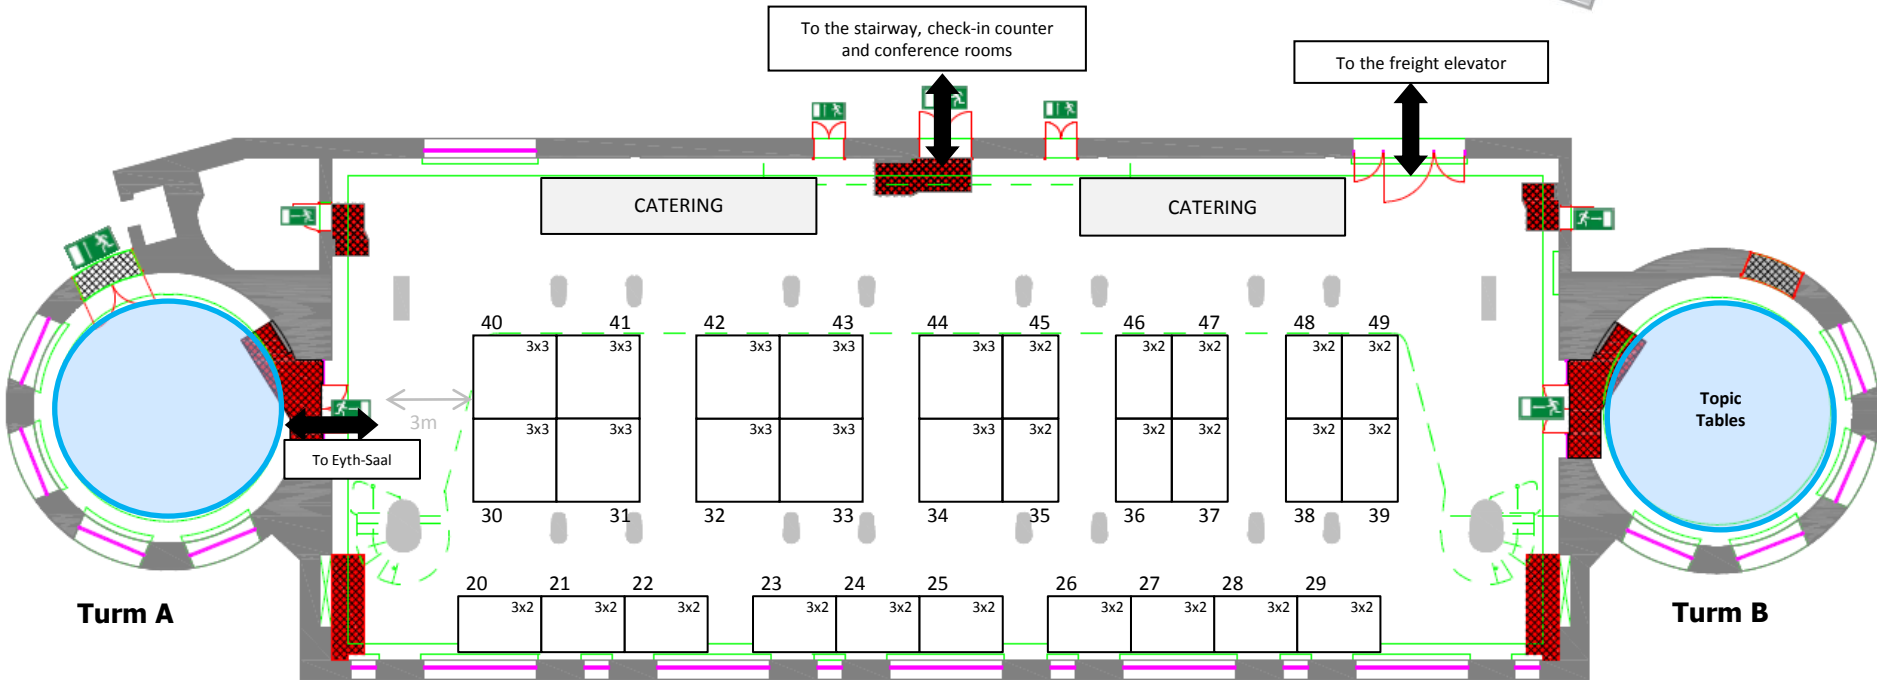 To the stairway, check-in counter
and conference rooms
To the freight elevator
CATERING
CATERING
40 41 42 43 44 45 46 47 48 49
3x3 3x3 3x3 3x3 3x3 3x2 3x2 3x2 3x2 3x2
3m
Topic
Tables
3x3 3x3 3x3 3x3 3x3 3x2 3x2 3x2 3x2 3x2
To Eyth-Saal
30 31 32 33 34 35 36 37 38 39
20 21 22 23 24 25 26 27 28 29
3x2 3x2 3x2 3x2 3x2 3x2 3x2 3x2 3x2 3x2
Turm A
Turm B